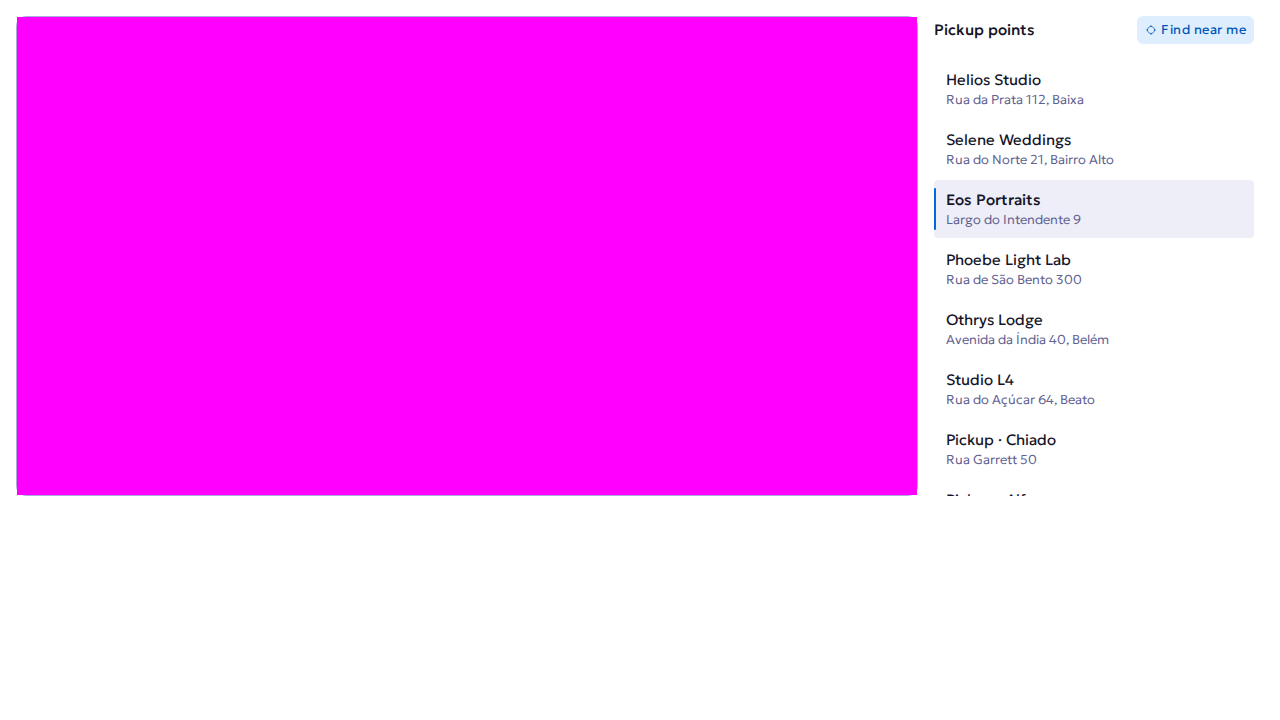 Pickup points
Find near me
Helios Studio
Rua da Prata 112, Baixa
Selene Weddings
Rua do Norte 21, Bairro Alto
Eos Portraits
Largo do Intendente 9
Phoebe Light Lab
Rua de São Bento 300
Othrys Lodge
Avenida da Índia 40, Belém
Studio L4
Rua do Açúcar 64, Beato
Pickup · Chiado
Rua Garrett 50